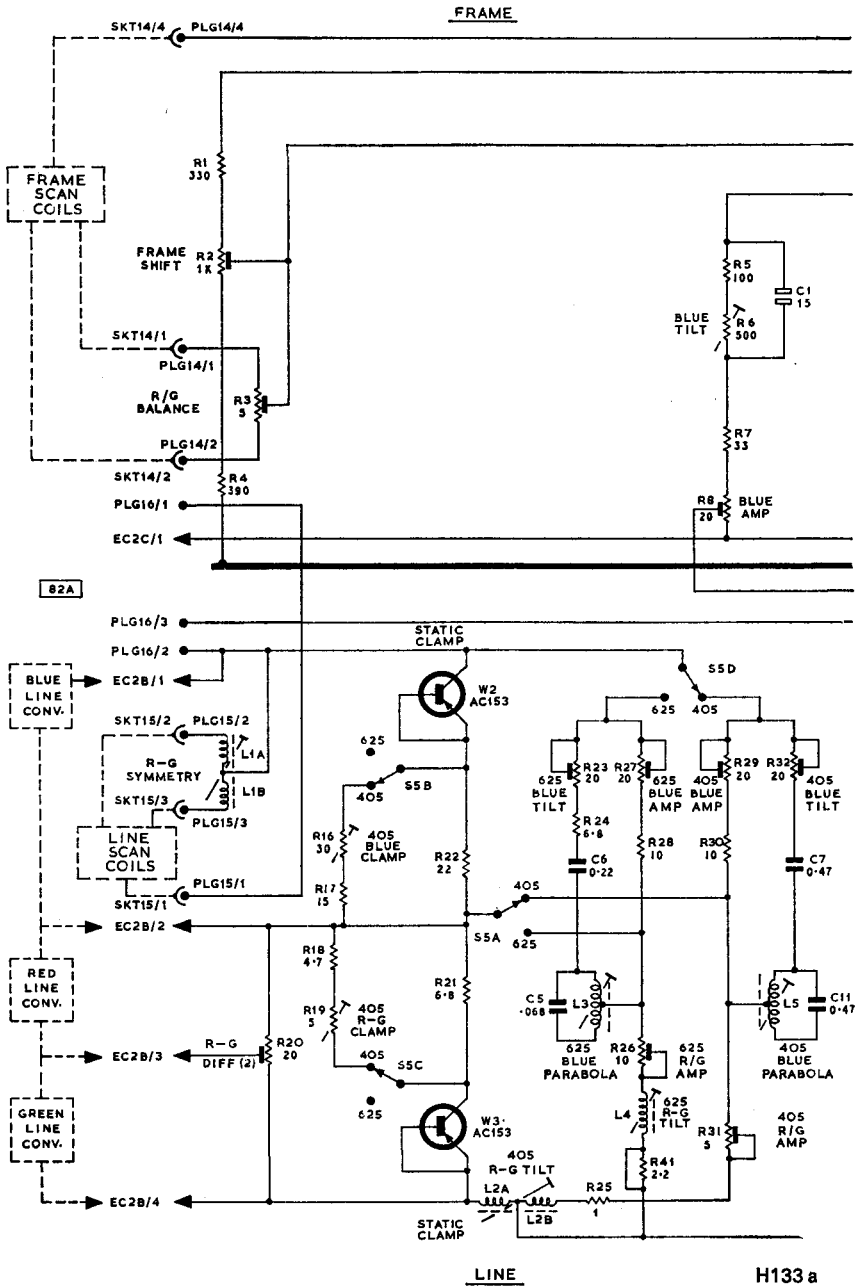 FRAME
SKT14/4 PLG14/4
R1
330
FRAME
SCAN
COILS
FRAME
SHIFT
R2
1K
R5
100
C1
15
BLUE
TILT
R6
500
SKT14/1
PLG14/1
R/G
BALANCE
R3
5
PLG14/2
SKT14/2
R7
33
R4
390
PLG16/1
R8
20
BLUE
AMP
EC2C/1
82A
PLG16/3
STATIC
CLAMP
PLG16/2
S5D
BLUE
LINE
CONV.
EC2B/1
W2
AC153
625 405
SKT15/2 PLG15/2
R-G
SYMMETRY
L1A
L1B
SKT15/3
PLG15/3
625
405
S5B
625
BLUE
TILT
R23
20
R27
20
625
BLUE
AMP
405
BLUE
AMP
R29
20
R32
20
405
BLUE
TILT
R24
6·8
LINE
SCAN
COILS
R16
30
405
BLUE
CLAMP
R22
22
R28
10
R30
10
C6
0·22
C7
0·47
R17
15
PLG15/1
SKT15/1
405
S5A
625
EC2B/2
R18
4·7
R21
6·8
RED
LINE
CONV.
R19
5
405
R-G
CLAMP
C5
·068
L3
L5
C11
0·47
R-G
DIFF (2)
R20
20
EC2B/3
405
S5C
625
625
BLUE
PARABOLA
R26
10
625
R/G
AMP
405
BLUE
PARABOLA
GREEN
LINE
CONV.
W3·
AC153
L4
625
R-G
TILT
R31
5
405
R/G
AMP
405
R-G TILT
R41
2·2
EC2B/4
L2A
L2B
R25
1
STATIC
CLAMP
LINE
H133 a